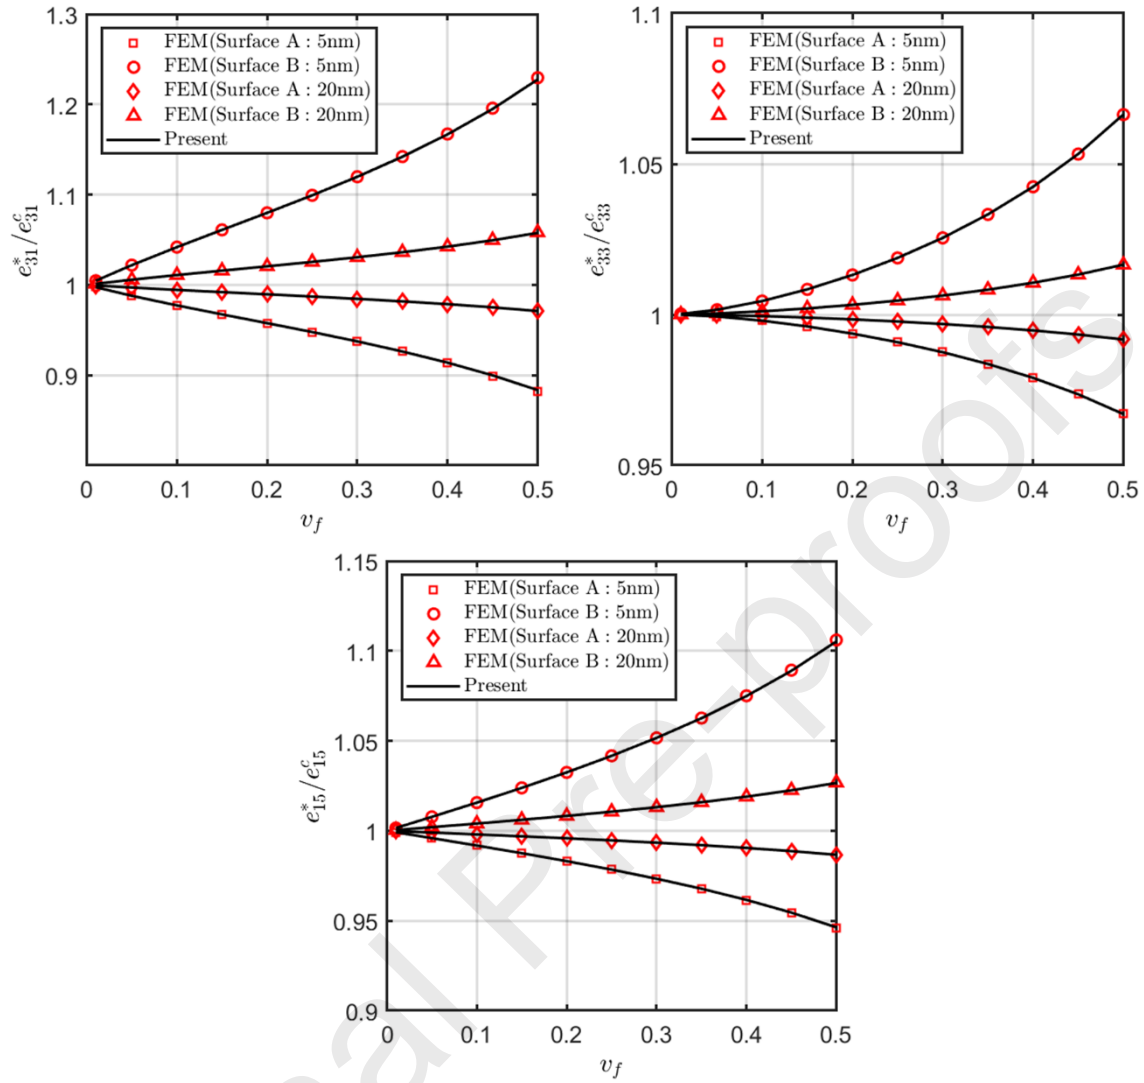 1.3
1.2
1.1
1
0.9
e*31/ec31
FEM(Surface A : 5nm)
FEM(Surface B : 5nm)
FEM(Surface A : 20nm)
FEM(Surface B : 20nm)
Present
0 0.1 0.2 0.3 0.4 0.5
vf
1.1
1.05
1
0.95
e*33/ec33
FEM(Surface A : 5nm)
FEM(Surface B : 5nm)
FEM(Surface A : 20nm)
FEM(Surface B : 20nm)
Present
0 0.1 0.2 0.3 0.4 0.5
vf
1.15
1.1
1.05
1
0.95
0.9
e*15/ec15
FEM(Surface A : 5nm)
FEM(Surface B : 5nm)
FEM(Surface A : 20nm)
FEM(Surface B : 20nm)
Present
0 0.1 0.2 0.3 0.4 0.5
vf
al Pre-proofs